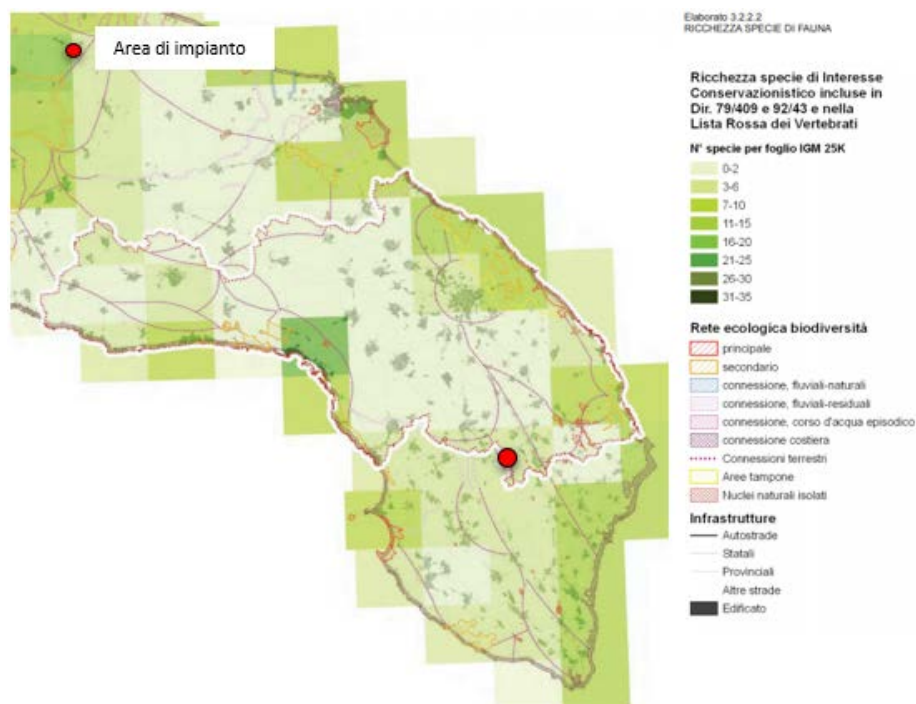 Area di impianto
Elaborato 3.2.2.2
RICCHEZZA SPECIE DI FAUNA
Ricchezza specie di Interesse
Conservazionistico incluse in
Dir. 79/409 e 92/43 e nella
Lista Rossa dei Vertebrati
N° specie per foglio IGM 25K
0-2
3-6
7-10
11-15
16-20
21-25
26-30
31-35
Rete ecologica biodiversità
principale
secondario
connessione, fluviali-naturali
connessione, fluviali-residuali
connessione, corso d'acqua episodico
connessione costiera
Connessioni terrestri
Aree tampone
Nuclei naturali isolati
Infrastrutture
Autostrade
Statali
Provinciali
Altre strade
Edificato